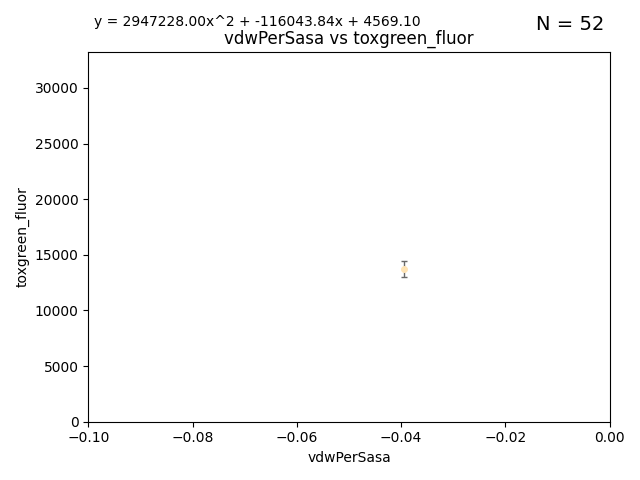 y = 2947228.00x^2 + -116043.84x + 4569.10
N = 52
vdwPerSasa vs toxgreen_fluor
30000
25000
20000
15000
10000
5000
0
toxgreen_fluor
−0.10
−0.08
−0.06
−0.04
−0.02
0.00
vdwPerSasa